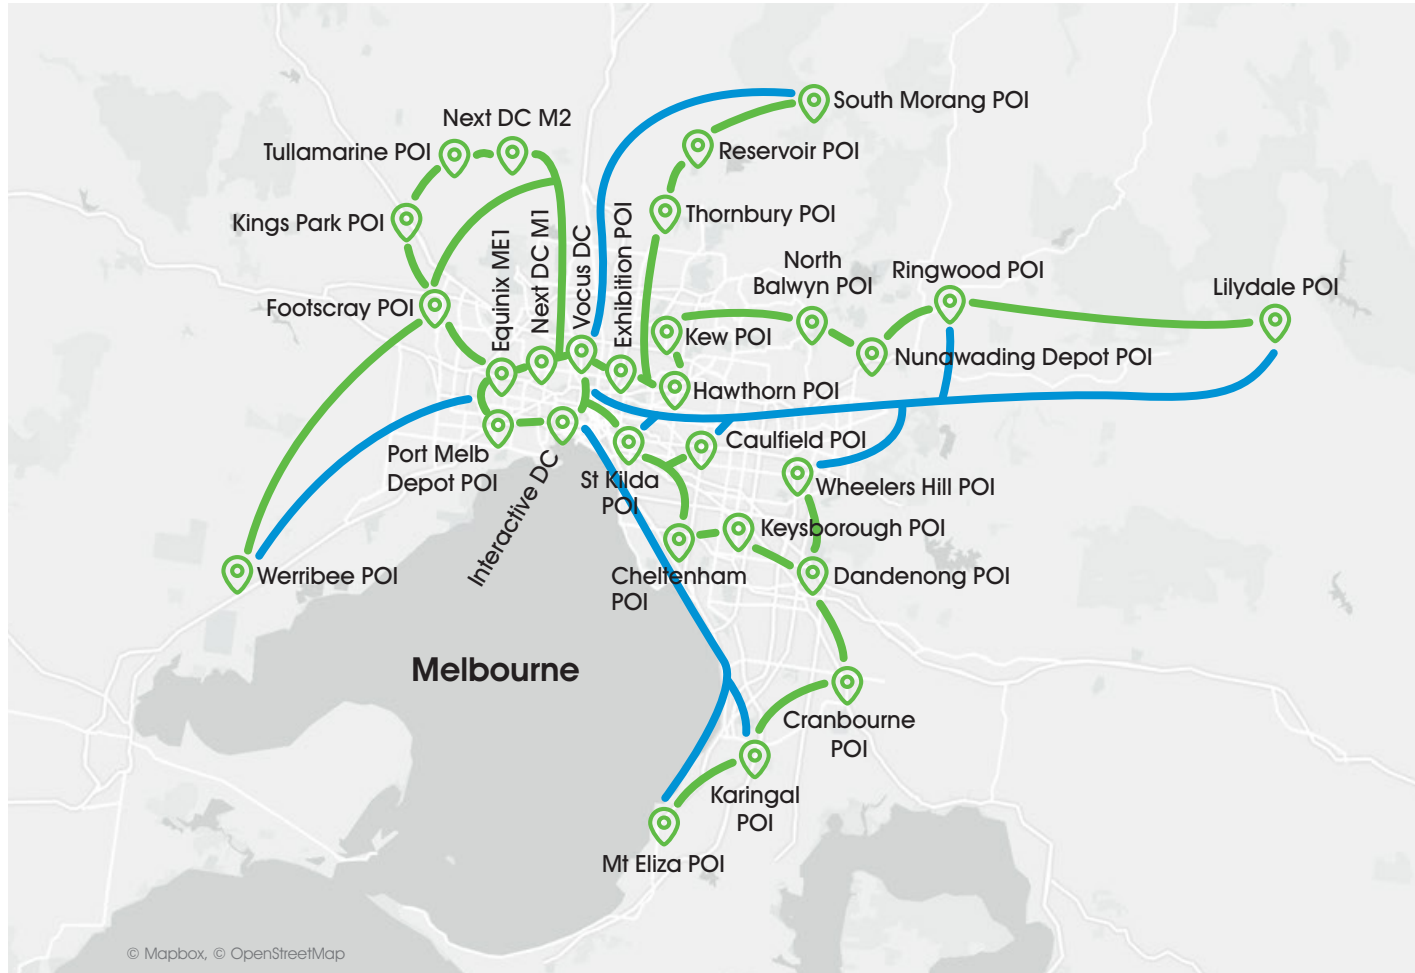 South Morang POI
Next DC M2
Tullamarine POI
Reservoir POI
Kings Park POI
Thornbury POI
Equinix ME1
Next DC M1
Vocus DC
Exhibition POI
North
Balwyn POI
Ringwood POI
Lilydale POI
Footscray POI
Kew POI
Nunawading Depot POI
Hawthorn POI
Port Melb
Depot POI
Interactive DC
St Kilda
POI
Caulfield POI
Wheelers Hill POI
Keysborough POI
Werribee POI
Cheltenham
POI
Dandenong POI
Melbourne
Cranbourne
POI
Karingal
POI
Mt Eliza POI
© Mapbox, © OpenStreetMap